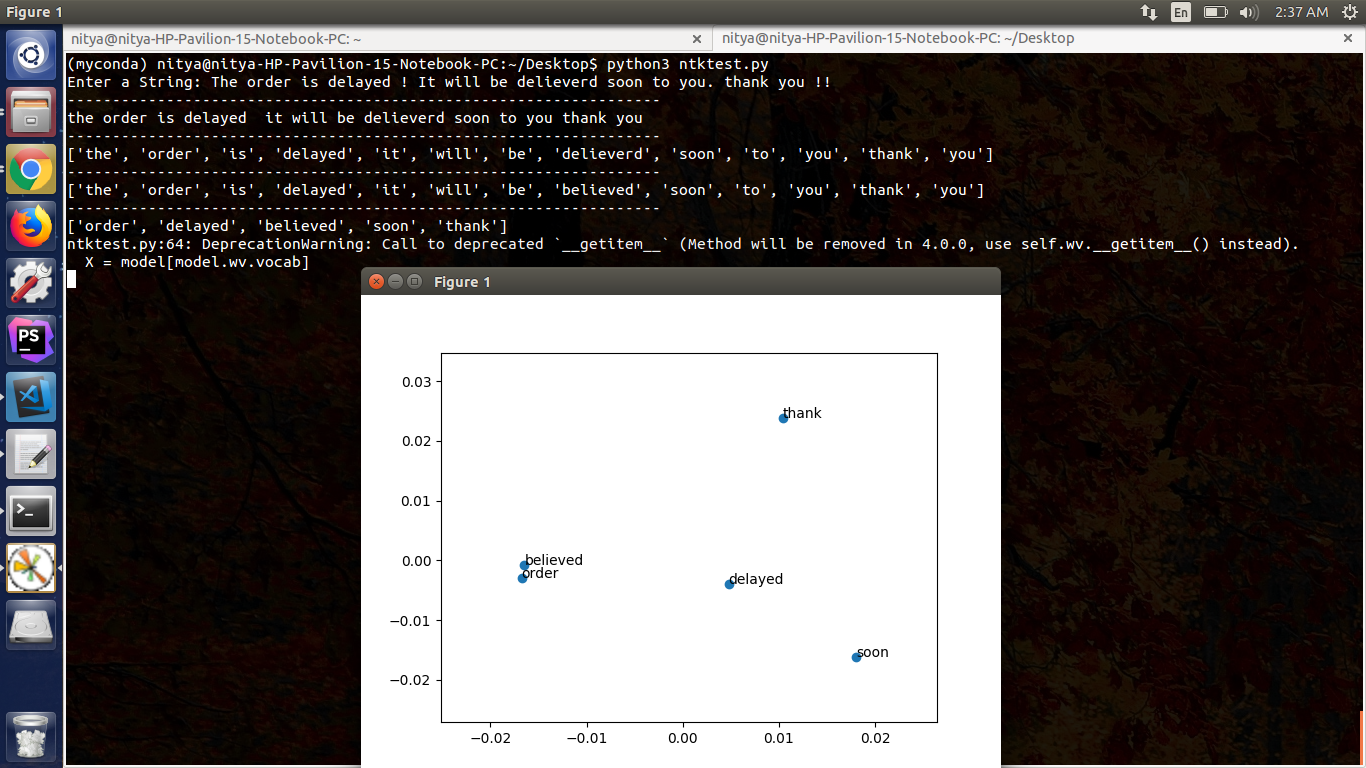 Figure 1
En
2:37 AM
nitya@nitya-HP-Pavilion-15-Notebook-PC: ~
nitya@nitya-HP-Pavilion-15-Notebook-PC: ~/Desktop
(myconda) nitya@nitya-HP-Pavilion-15-Notebook-PC:~/Desktop$ python3 ntktest.py
Enter a String: The order is delayed ! It will be delieverd soon to you. thank you !!
------------------------------------------------------------------
the order is delayed  it will be delieverd soon to you thank you
------------------------------------------------------------------
['the', 'order', 'is', 'delayed', 'it', 'will', 'be', 'delieverd', 'soon', 'to', 'you', 'thank', 'you']
------------------------------------------------------------------
['the', 'order', 'is', 'delayed', 'it', 'will', 'be', 'believed', 'soon', 'to', 'you', 'thank', 'you']
------------------------------------------------------------------
['order', 'delayed', 'believed', 'soon', 'thank']
ntktest.py:64: DeprecationWarning: Call to deprecated `__getitem__` (Method will be removed in 4.0.0, use self.wv.__getitem__() instead).
  X = model[model.wv.vocab]
Figure 1
0.03
thank
0.02
0.01
0.00
believed
order
delayed
−0.01
soon
−0.02
−0.02
−0.01
0.00
0.01
0.02
PS
>_